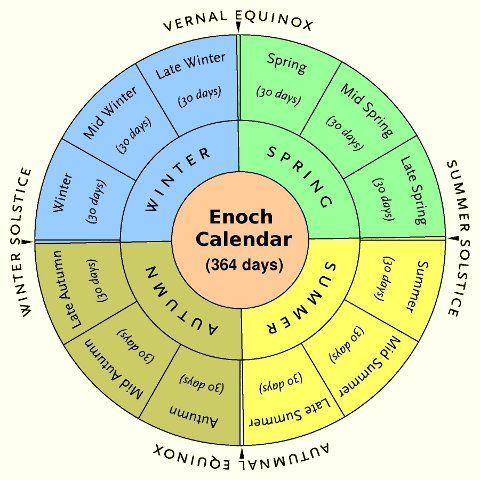 VERNAL EQUINOX
Spring
(30 days)
Mid Spring
(30 days)
Late Spring
(30 days)
SPRING
SUMMER SOLSTICE
Summer
(30 days)
Mid Summer
(30 days)
Late Summer
(30 days)
SUMMER
AUTUMNAL EQUINOX
Autumn
(30 days)
Mid Autumn
(30 days)
Late Autumn
(30 days)
AUTUMN
WINTER SOLSTICE
Winter
(30 days)
Mid Winter
(30 days)
Late Winter
(30 days)
WINTER
Enoch
Calendar
(364 days)